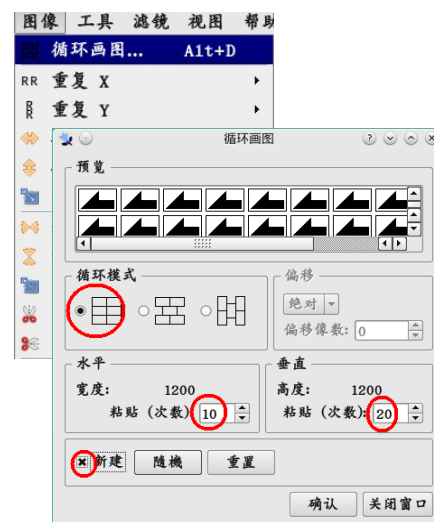 图像 工具 滤镜 视图 帮助
循环画图... Alt+D
RR 重复 X
RR 重复 Y
循环画图
预览
循环模式
偏移
绝对
偏移像数: 0
水平
宽度: 1200
粘贴 (次数): 10
垂直
高度: 1200
粘贴 (次数): 20
新建 随機 重置
确认 关闭窗口